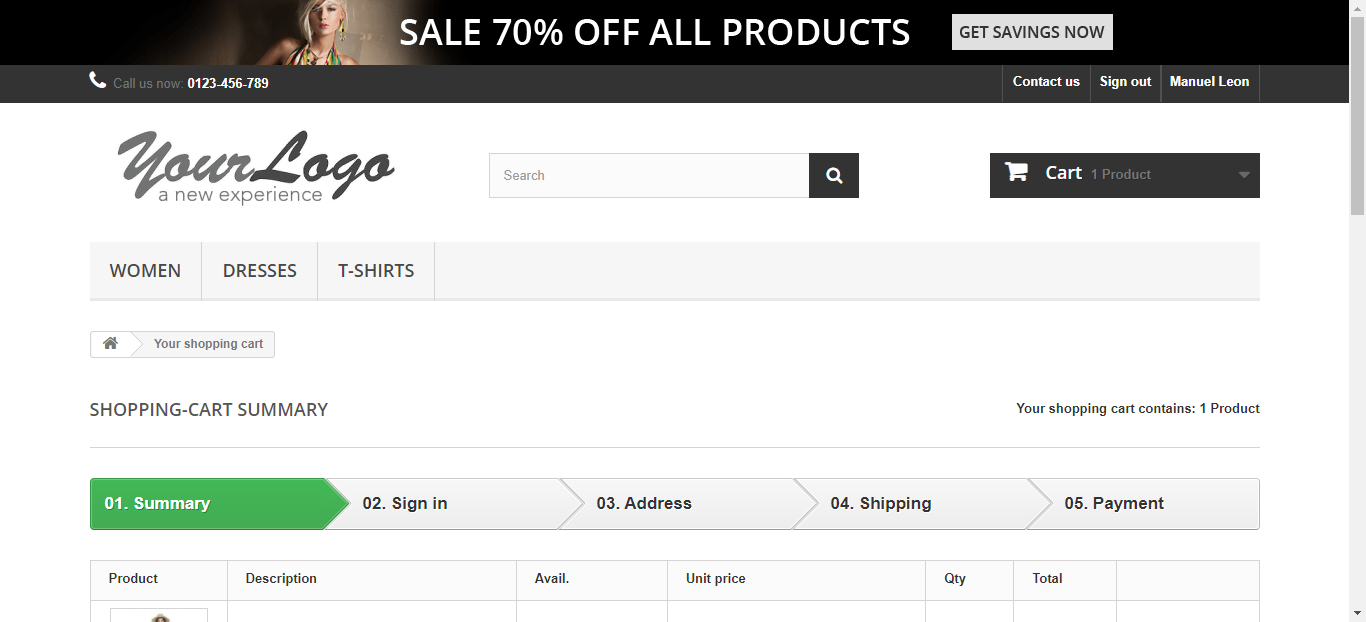 SALE 70% OFF ALL PRODUCTS GET SAVINGS NOW
Call us now: 0123-456-789 Contact us Sign out Manuel Leon
Your Logo
a new experience
Search
Cart 1 Product
WOMEN DRESSES T-SHIRTS
Your shopping cart
SHOPPING-CART SUMMARY Your shopping cart contains: 1 Product
01. Summary 02. Sign in 03. Address 04. Shipping 05. Payment
Product Description Avail. Unit price Qty Total